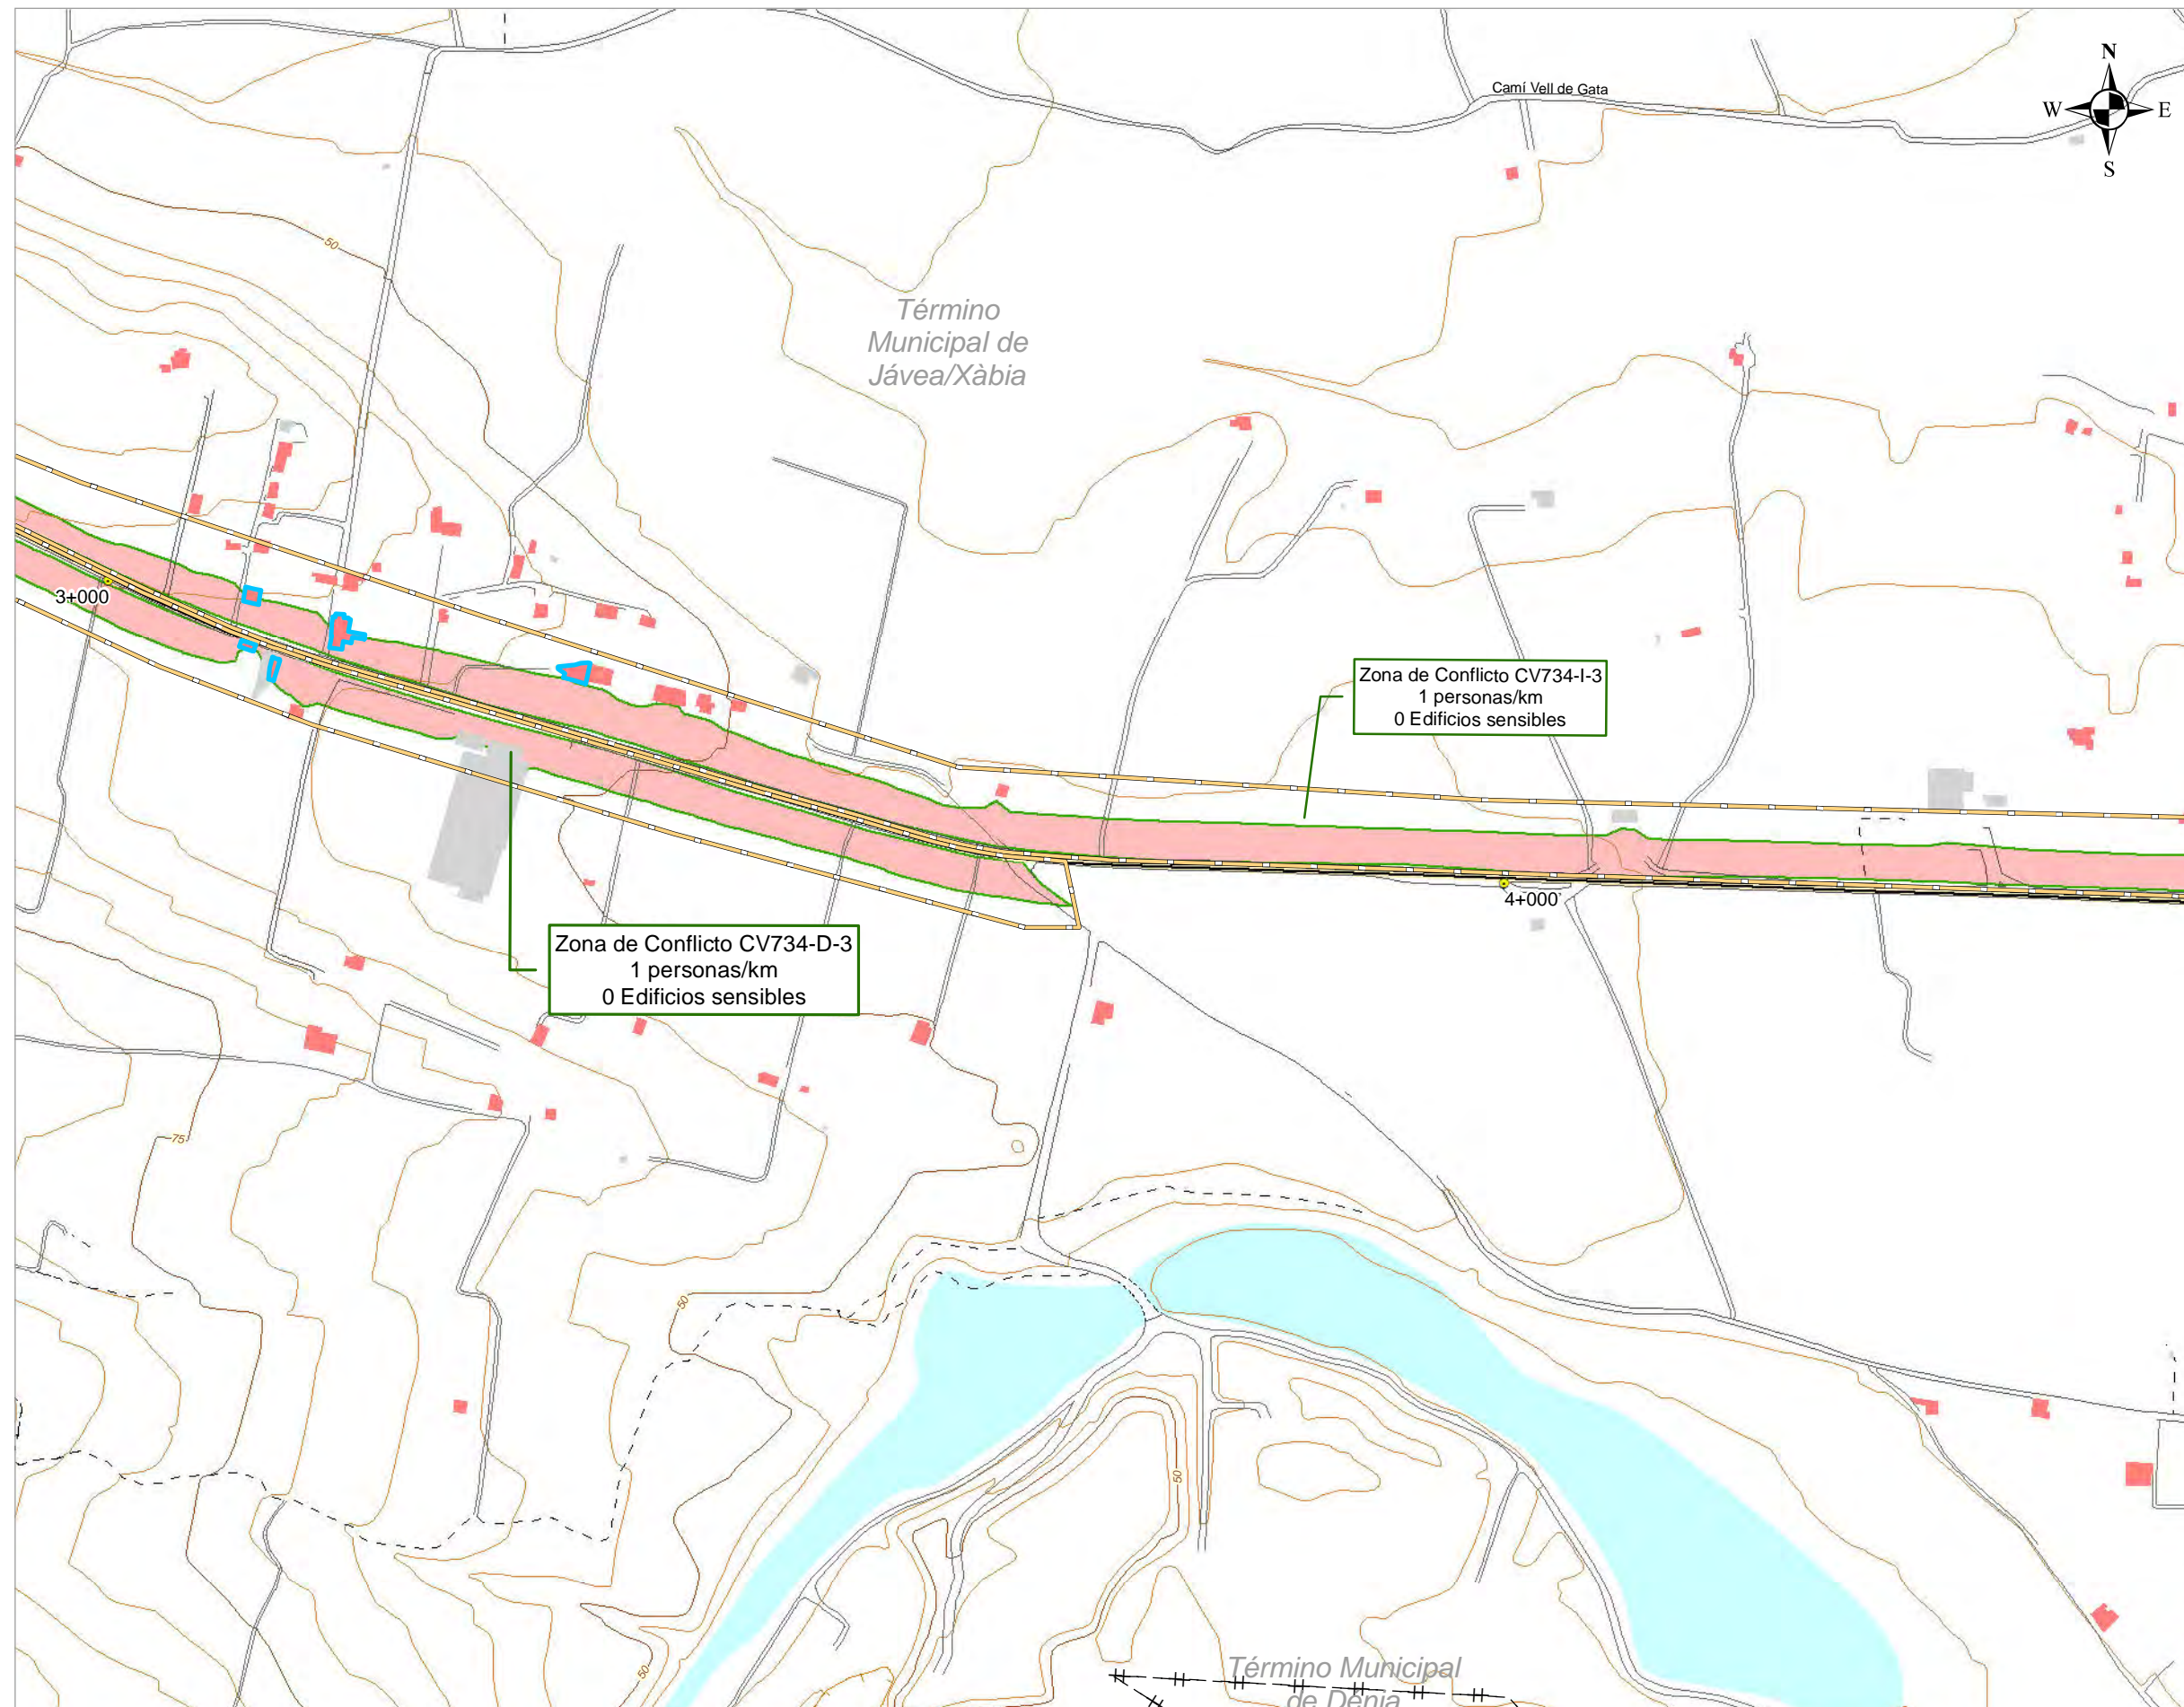 N
Camí Vell de Gata
W
E
S
50
Término
Municipal de
Jávea/Xàbia
3+000
Zona de Conflicto CV734-I-3
1 personas/km
0 Edificios sensibles
4+000
Zona de Conflicto CV734-D-3
1 personas/km
0 Edificios sensibles
75
50
50
50
Término Municipal
de Dénia